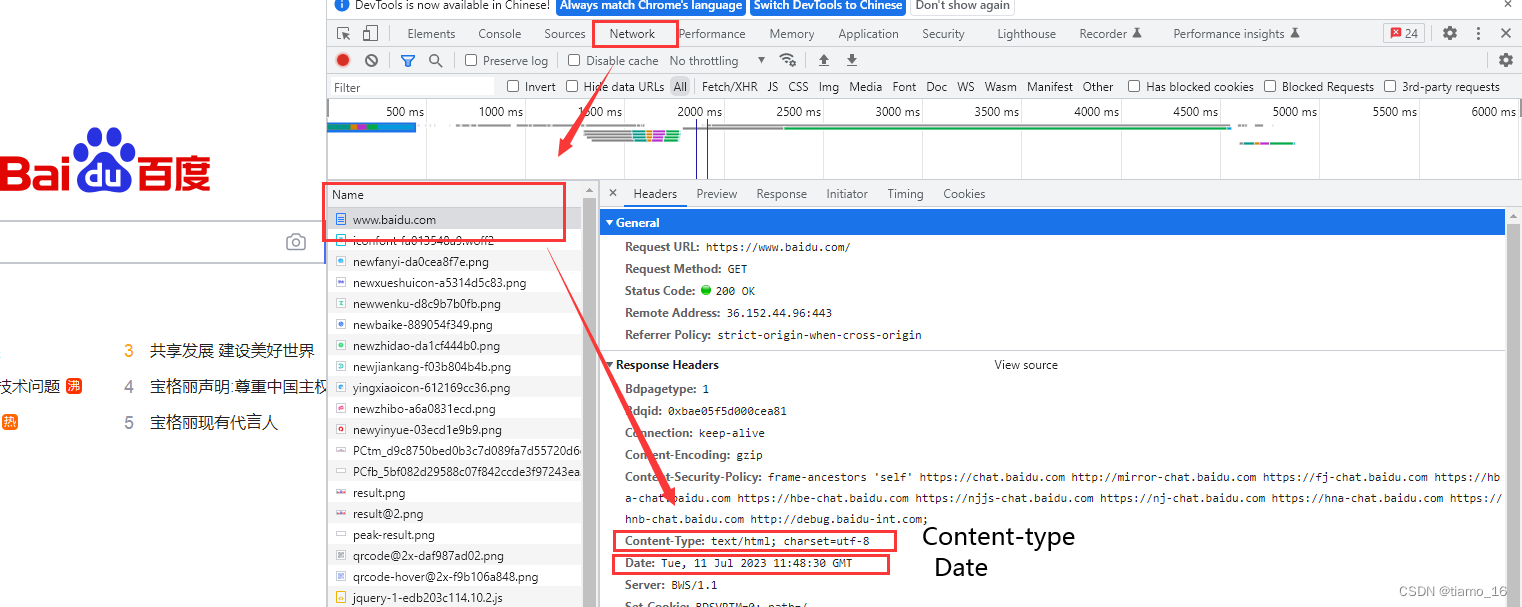 DevTools is now available in Chinese! Always match Chrome's language Switch DevTools to Chinese Don't show again
Elements Console Sources Network Performance Memory Application Security Lighthouse Recorder Performance insights 24
Preserve log Disable cache No throttling
Filter Invert Hide data URLs All Fetch/XHR JS CSS Img Media Font Doc WS Wasm Manifest Other Has blocked cookies Blocked Requests 3rd-party requests
500 ms 1000 ms 1500 ms 2000 ms 2500 ms 3000 ms 3500 ms 4000 ms 4500 ms 5000 ms 5500 ms 6000 ms
Bai du 百度
3 共享发展 建设美好世界
技术问题 沸 4 宝格丽声明:尊重中国主权
热 5 宝格丽现有代言人
Name
www.baidu.com
iconfont-fa013548a9.woff2
newfanyi-da0cea8f7e.png
newxueshuicon-a5314d5c83.png
newwenku-d8c9b7b0fb.png
newbaike-889054f349.png
newzhidao-da1cf444b0.png
newjiankang-f03b804b4b.png
yingxiaoicon-612169cc36.png
newzhibo-a6a0831ecd.png
newyinyue-03ecd1e9b9.png
PCtm_d9c8750bed0b3c7d089fa7d55720d6
PCfb_5bf082d29588c07f842ccde3f97243ea
result.png
result@2.png
peak-result.png
qrcode@2x-daf987ad02.png
qrcode-hover@2x-f9b106a848.png
jquery-1-edb203c114.10.2.js
Headers Preview Response Initiator Timing Cookies
General
Request URL: https://www.baidu.com/
Request Method: GET
Status Code: 200 OK
Remote Address: 36.152.44.96:443
Referrer Policy: strict-origin-when-cross-origin
Response Headers View source
Bdpagetype: 1
Bdqid: 0xbae05f5d000cea81
Connection: keep-alive
Content-Encoding: gzip
Content-Security-Policy: frame-ancestors 'self' https://chat.baidu.com http://mirror-chat.baidu.com https://fj-chat.baidu.com https://hb
a-chat.baidu.com https://hbe-chat.baidu.com https://njjs-chat.baidu.com https://nj-chat.baidu.com https://hna-chat.baidu.com https://
hnb-chat.baidu.com http://debug.baidu-int.com;
Content-Type: text/html; charset=utf-8
Date: Tue, 11 Jul 2023 11:48:30 GMT
Server: BWS/1.1
Set-Cookie: BDSVRTM=0; path=/
Content-type
Date
CSDN @tiamo_16